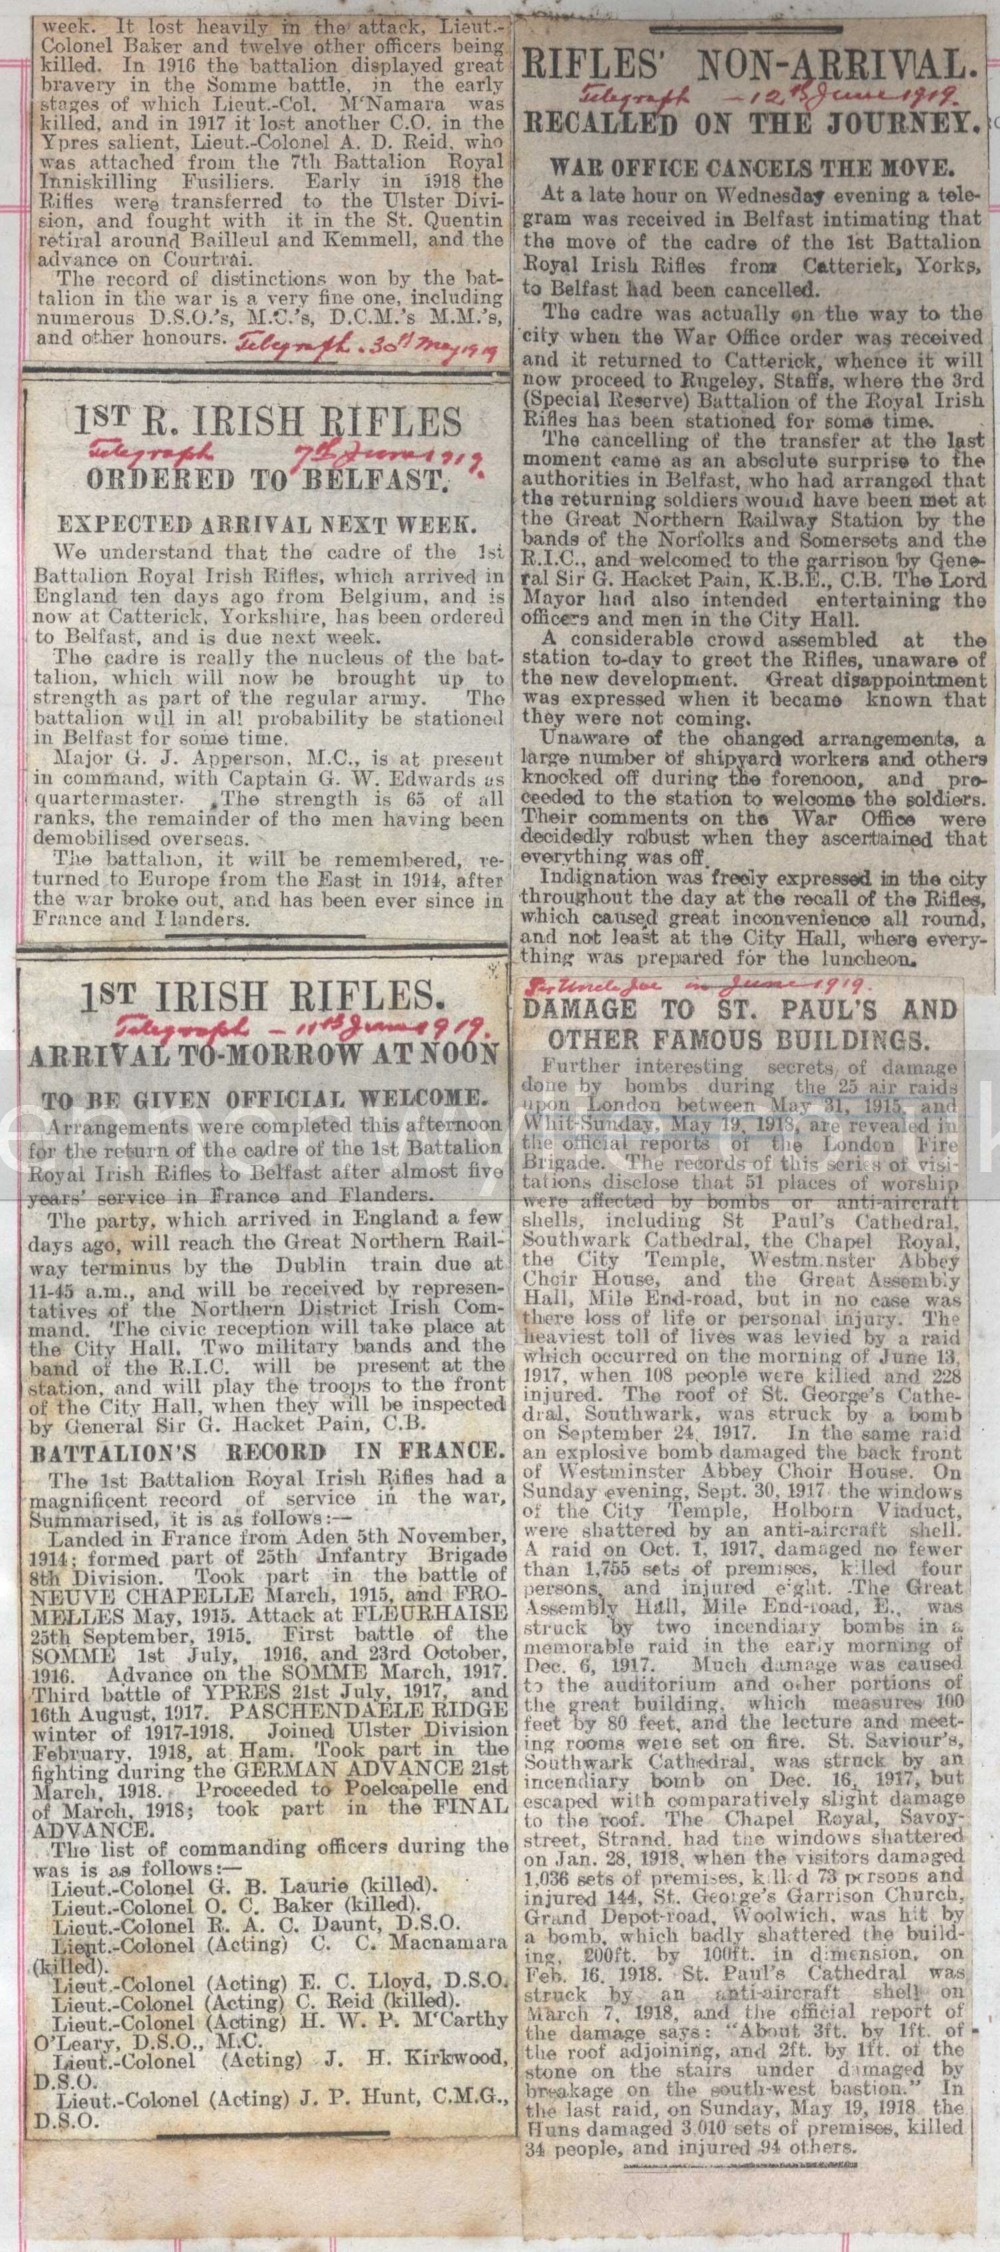 week. It lost heavily in the attack, Lieut.-
Colonel Baker and twelve other officers being
killed. In 1916 the battalion displayed great
bravery in the Somme battle, in the early
stages of which Lieut.-Col. M'Namara was
killed, and in 1917 it lost another C.O. in the
Ypres salient, Lieut.-Colonel A. D. Reid, who
was attached from the 7th Battalion Royal
Inniskilling Fusiliers. Early in 1918 the
Rifles were transferred to the Ulster Divi-
sion, and fought with it in the St. Quentin
retiral around Bailleul and Kemmell, and the
advance on Courtrai.
The record of distinctions won by the bat-
talion in the war is a very fine one, including
numerous D.S.O.'s, M.C.'s, D.C.M.'s M.M.'s,
and other honours. Telegraph. 30th May 1919
1ST R. IRISH RIFLES
Telegraph 7th June 1919.
ORDERED TO BELFAST.
EXPECTED ARRIVAL NEXT WEEK.
We understand that the cadre of the 1st
Battalion Royal Irish Rifles, which arrived in
England ten days ago from Belgium, and is
now at Catterick, Yorkshire, has been ordered
to Belfast, and is due next week.
The cadre is really the nucleus of the bat-
talion, which will now be brought up to
strength as part of the regular army. The
battalion will in all probability be stationed
in Belfast for some time.
Major G. J. Apperson, M.C., is at present
in command, with Captain G. W. Edwards as
quartermaster. The strength is 65 of all
ranks, the remainder of the men having been
demobilised overseas.
The battalion, it will be remembered, re-
turned to Europe from the East in 1914, after
the war broke out, and has been ever since in
France and Flanders.
1ST IRISH RIFLES.
Telegraph - 11th June 1919.
ARRIVAL TO-MORROW AT NOON
TO BE GIVEN OFFICIAL WELCOME.
Arrangements were completed this afternoon
for the return of the cadre of the 1st Battalion
Royal Irish Rifles to Belfast after almost five
years' service in France and Flanders.
The party, which arrived in England a few
days ago, will reach the Great Northern Rail-
way terminus by the Dublin train due at
11-45 a.m., and will be received by represen-
tatives of the Northern District Irish Com-
mand. The civic reception will take place at
the City Hall. Two military bands and the
band of the R.I.C. will be present at the
station, and will play the troops to the front
of the City Hall, when they will be inspected
by General Sir G. Hacket Pain, C.B.
BATTALION'S RECORD IN FRANCE.
The 1st Battalion Royal Irish Rifles had a
magnificent record of service in the war,
Summarised, it is as follows:—
Landed in France from Aden 5th November,
1914; formed part of 25th Infantry Brigade
8th Division. Took part in the battle of
NEUVE CHAPELLE March, 1915, and FRO-
MELLES May, 1915. Attack at FLEURHAISE
25th September, 1915. First battle of the
SOMME 1st July, 1916, and 23rd October,
1916. Advance on the SOMME March, 1917.
Third battle of YPRES 21st July, 1917, and
16th August, 1917. PASCHENDAELE RIDGE
winter of 1917-1918. Joined Ulster Division
February, 1918, at Ham. Took part in the
fighting during the GERMAN ADVANCE 21st
March, 1918. Proceeded to Poelcapelle end
of March, 1918; took part in the FINAL
ADVANCE.
The list of commanding officers during the
was is as follows:—
Lieut.-Colonel G. B. Laurie (killed).
Lieut.-Colonel O. C. Baker (killed).
Lieut.-Colonel R. A. C. Daunt, D.S.O.
Lieut.-Colonel (Acting) C. C. Macnamara
(killed).
Lieut.-Colonel (Acting) E. C. Lloyd, D.S.O.
Lieut.-Colonel (Acting) C. Reid (killed).
Lieut.-Colonel (Acting) H. W. P. M'Carthy
O'Leary, D.S.O., M.C.
Lieut.-Colonel (Acting) J. H. Kirkwood,
D.S.O.
Lieut.-Colonel (Acting) J. P. Hunt, C.M.G.,
D.S.O.
RIFLES' NON-ARRIVAL.
Telegraph - 12th June 1919.
RECALLED ON THE JOURNEY.
WAR OFFICE CANCELS THE MOVE.
At a late hour on Wednesday evening a tele-
gram was received in Belfast intimating that
the move of the cadre of the 1st Battalion
Royal Irish Rifles from Catterick, Yorks,
to Belfast had been cancelled.
The cadre was actually on the way to the
city when the War Office order was received
and it returned to Catterick, whence it will
now proceed to Rugeley, Staffs, where the 3rd
(Special Reserve) Battalion of the Royal Irish
Rifles has been stationed for some time.
The cancelling of the transfer at the last
moment came as an absolute surprise to the
authorities in Belfast, who had arranged that
the returning soldiers would have been met at
the Great Northern Railway Station by the
bands of the Norfolks and Somersets and the
R.I.C., and welcomed to the garrison by Gene-
ral Sir G. Hacket Pain, K.B.E., C.B. The Lord
Mayor had also intended entertaining the
officers and men in the City Hall.
A considerable crowd assembled at the
station to-day to greet the Rifles, unaware of
the new development. Great disappointment
was expressed when it became known that
they were not coming.
Unaware of the changed arrangements, a
large number of shipyard workers and others
knocked off during the forenoon, and pro-
ceeded to the station to welcome the soldiers.
Their comments on the War Office were
decidedly robust when they ascertained that
everything was off.
Indignation was freely expressed in the city
throughout the day at the recall of the Rifles,
which caused great inconvenience all round,
and not least at the City Hall, where every-
thing was prepared for the luncheon.
Per Uncle Joe in June 1919.
DAMAGE TO ST. PAUL'S AND
OTHER FAMOUS BUILDINGS.
Further interesting secrets of damage
done by bombs during the 25 air raids
upon London between May 31, 1915, and
Whit-Sunday, May 19, 1918, are revealed in
the official reports of the London Fire
Brigade. The records of this series of visi-
tations disclose that 51 places of worship
were affected by bombs or anti-aircraft
shells, including St Paul's Cathedral,
Southwark Cathedral, the Chapel Royal,
the City Temple, Westminster Abbey
Choir House, and the Great Assembly
Hall, Mile End-road, but in no case was
there loss of life or personal injury. The
heaviest toll of lives was levied by a raid
which occurred on the morning of June 13,
1917, when 108 people were killed and 228
injured. The roof of St. George's Cathe-
dral, Southwark, was struck by a bomb
on September 24, 1917. In the same raid
an explosive bomb damaged the back front
of Westminster Abbey Choir House. On
Sunday evening, Sept. 30, 1917 the windows
of the City Temple, Holborn Viaduct,
were shattered by an anti-aircraft shell.
A raid on Oct. 1, 1917, damaged no fewer
than 1,755 sets of premises, killed four
persons, and injured eight. The Great
Assembly Hall, Mile End-road, E., was
struck by two incendiary bombs in a
memorable raid in the early morning of
Dec. 6, 1917. Much damage was caused
to the auditorium and other portions of
the great building, which measures 100
feet by 80 feet, and the lecture and meet-
ing rooms were set on fire. St. Saviour's,
Southwark Cathedral, was struck by an
incendiary bomb on Dec. 16, 1917, but
escaped with comparatively slight damage
to the roof. The Chapel Royal, Savoy-
street, Strand, had the windows shattered
on Jan. 28, 1918, when the visitors damaged
1,036 sets of premises, killed 73 persons and
injured 144, St. George's Garrison Church,
Grand Depot-road, Woolwich, was hit by
a bomb, which badly shattered the build-
ing, 200ft. by 100ft. in dimension, on
Feb. 16, 1918. St. Paul's Cathedral was
struck by an anti-aircraft shell on
March 7, 1918, and the official report of
the damage says: "About 3ft. by 1ft. of
the roof adjoining, and 2ft. by 1ft. of the
stone on the stairs under damaged by
breakage on the south-west bastion." In
the last raid, on Sunday, May 19, 1918 the
Huns damaged 3,010 sets of premises, killed
34 people, and injured 94 others.